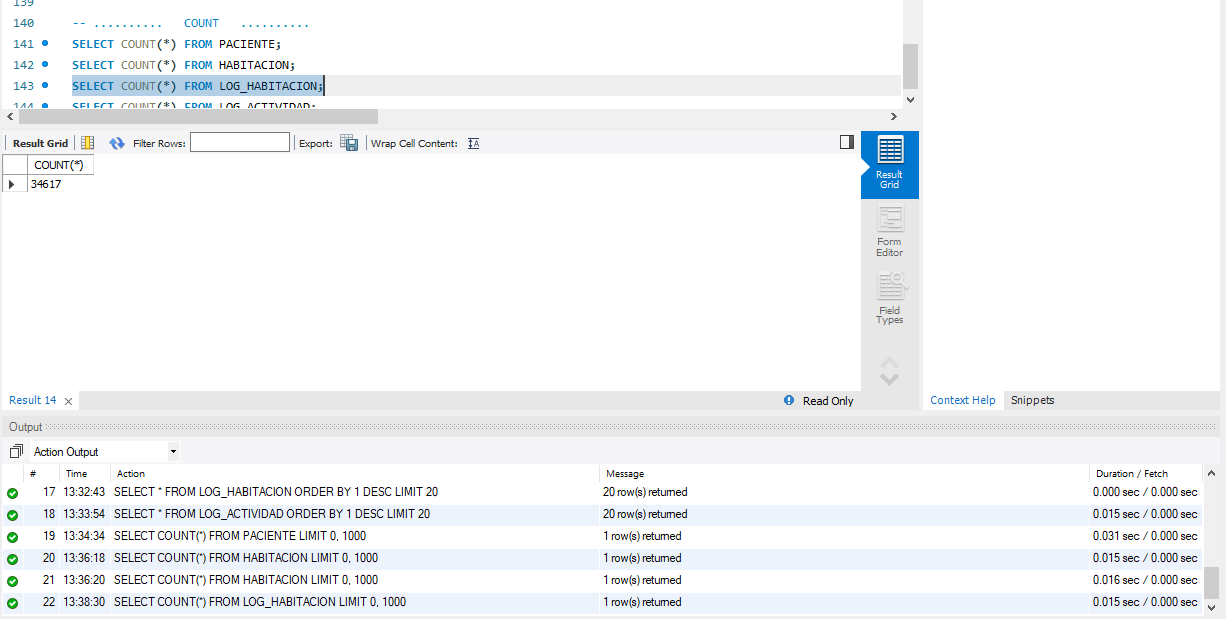 139
140 -- .......... COUNT ..........
141 SELECT COUNT(*) FROM PACIENTE;
142 SELECT COUNT(*) FROM HABITACION;
143 SELECT COUNT(*) FROM LOG_HABITACION;
144 SELECT COUNT(*) FROM LOG_ACTIVIDAD;
Result Grid Filter Rows: Export: Wrap Cell Content: IA
COUNT(*)
34617
Result
Grid
Form
Editor
Field
Types
Result 14 Read Only Context Help Snippets
Output
Action Output
# Time Action Message Duration / Fetch
17 13:32:43 SELECT * FROM LOG_HABITACION ORDER BY 1 DESC LIMIT 20 20 row(s) returned 0.000 sec / 0.000 sec
18 13:33:54 SELECT * FROM LOG_ACTIVIDAD ORDER BY 1 DESC LIMIT 20 20 row(s) returned 0.015 sec / 0.000 sec
19 13:34:34 SELECT COUNT(*) FROM PACIENTE LIMIT 0, 1000 1 row(s) returned 0.031 sec / 0.000 sec
20 13:36:18 SELECT COUNT(*) FROM HABITACION LIMIT 0, 1000 1 row(s) returned 0.015 sec / 0.000 sec
21 13:36:20 SELECT COUNT(*) FROM HABITACION LIMIT 0, 1000 1 row(s) returned 0.016 sec / 0.000 sec
22 13:38:30 SELECT COUNT(*) FROM LOG_HABITACION LIMIT 0, 1000 1 row(s) returned 0.015 sec / 0.000 sec